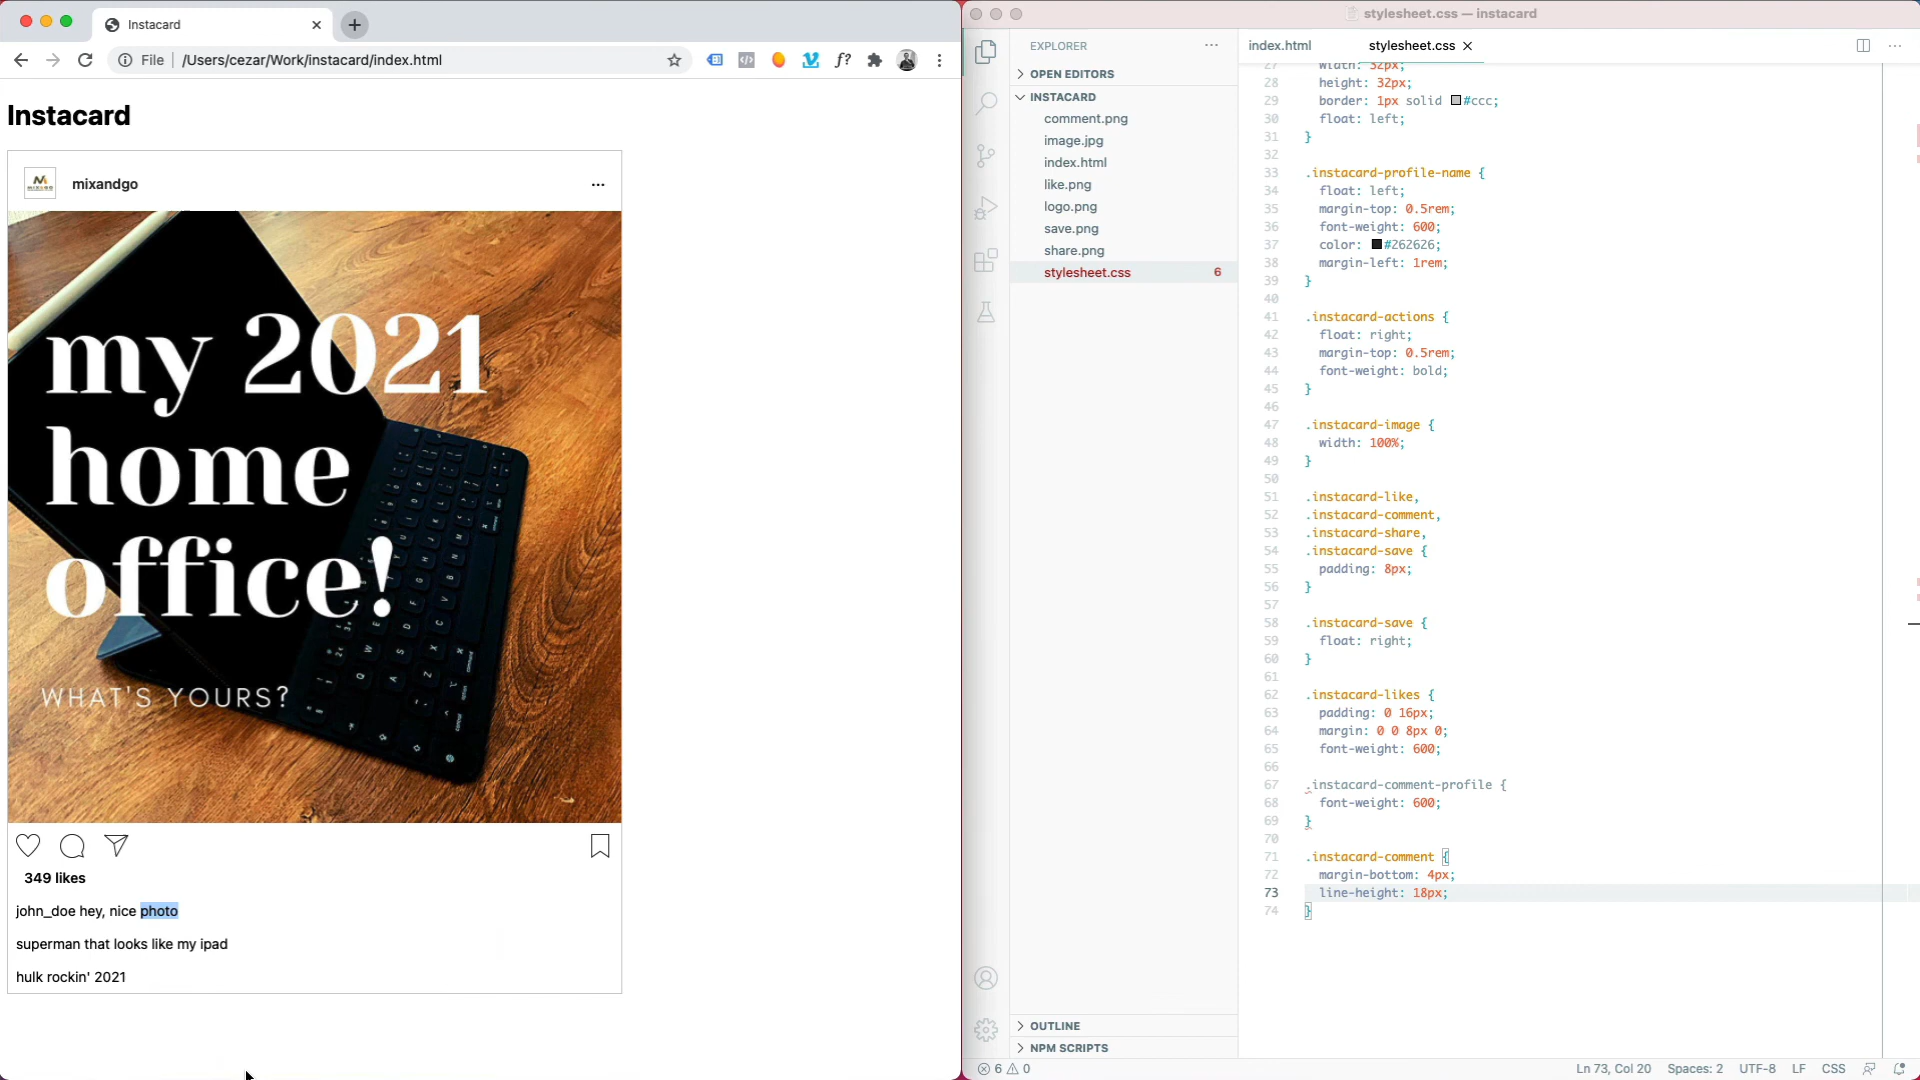 Instacard
File
/Users/cezar/Work/instacard/index.html
f?
Instacard
mixandgo
...
my 2021
home
office!
WHAT'S YOURS?
349 likes
john_doe hey, nice photo
superman that looks like my ipad
hulk rockin' 2021
stylesheet.css — instacard
EXPLORER
OPEN EDITORS
INSTACARD
comment.png
image.jpg
index.html
like.png
logo.png
save.png
share.png
stylesheet.css 6
OUTLINE
NPM SCRIPTS
index.html
stylesheet.css
27 width: 32px;
28 height: 32px;
29 border: 1px solid #ccc;
30 float: left;
31 }
32
33 .instacard-profile-name {
34 float: left;
35 margin-top: 0.5rem;
36 font-weight: 600;
37 color: #262626;
38 margin-left: 1rem;
39 }
40
41 .instacard-actions {
42 float: right;
43 margin-top: 0.5rem;
44 font-weight: bold;
45 }
46
47 .instacard-image {
48 width: 100%;
49 }
50
51 .instacard-like,
52 .instacard-comment,
53 .instacard-share,
54 .instacard-save {
55 padding: 8px;
56 }
57
58 .instacard-save {
59 float: right;
60 }
61
62 .instacard-likes {
63 padding: 0 16px;
64 margin: 0 0 8px 0;
65 font-weight: 600;
66
67 .instacard-comment-profile {
68 font-weight: 600;
69 }
70
71 .instacard-comment {
72 margin-bottom: 4px;
73 line-height: 18px;
74 }
6 0
Ln 73, Col 20
Spaces: 2
UTF-8
LF
CSS